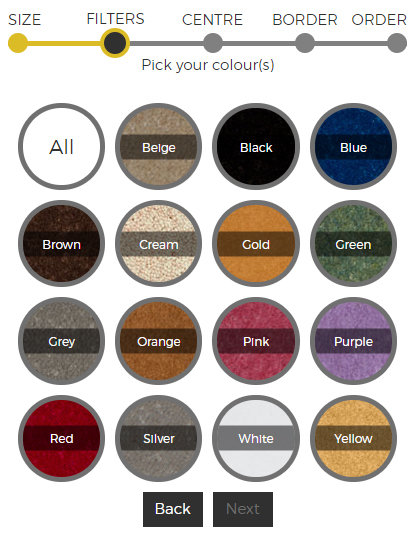 SIZE FILTERS CENTRE BORDER ORDER
Pick your colour(s)
All Beige Black Blue
Brown Cream Gold Green
Grey Orange Pink Purple
Red Silver White Yellow
Back Next